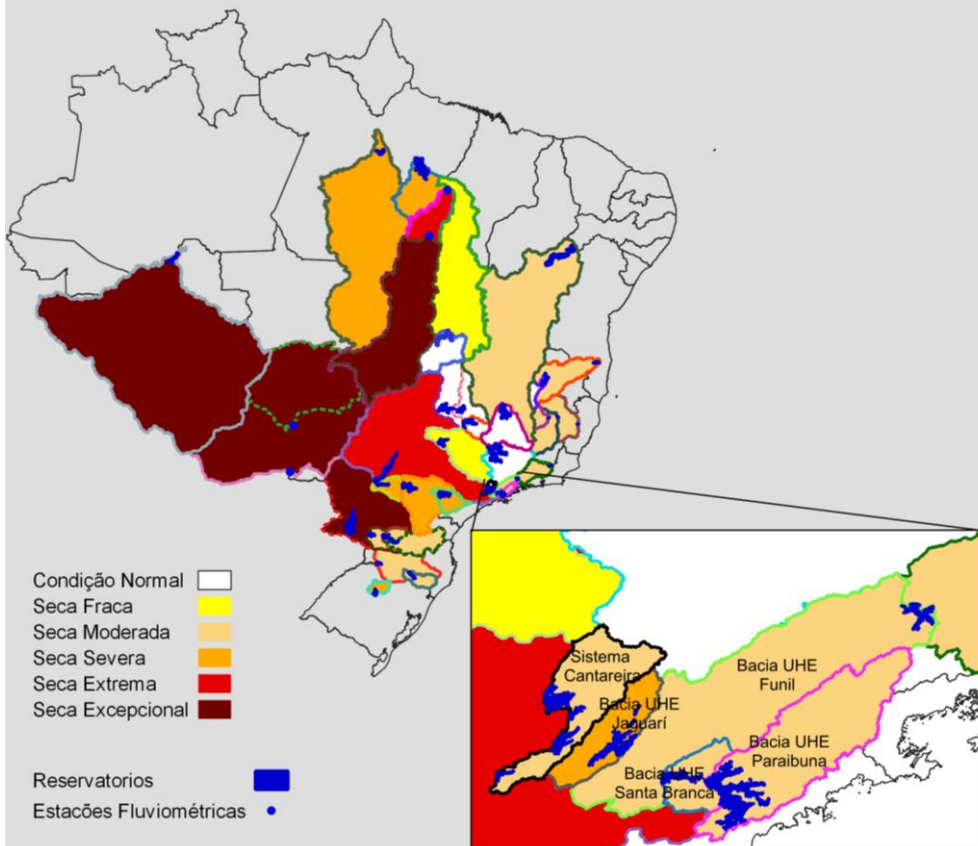 Condição Normal
Seca Fraca
Seca Moderada
Seca Severa
Seca Extrema
Seca Excepcional
Reservatorios
Estacões Fluviométricas
Sistema
Cantareira
Bacia UHE
Jaguarí
Bacia UHE
Funil
Bacia UHE
Paraibuna
Bacia UHE
Santa Branca